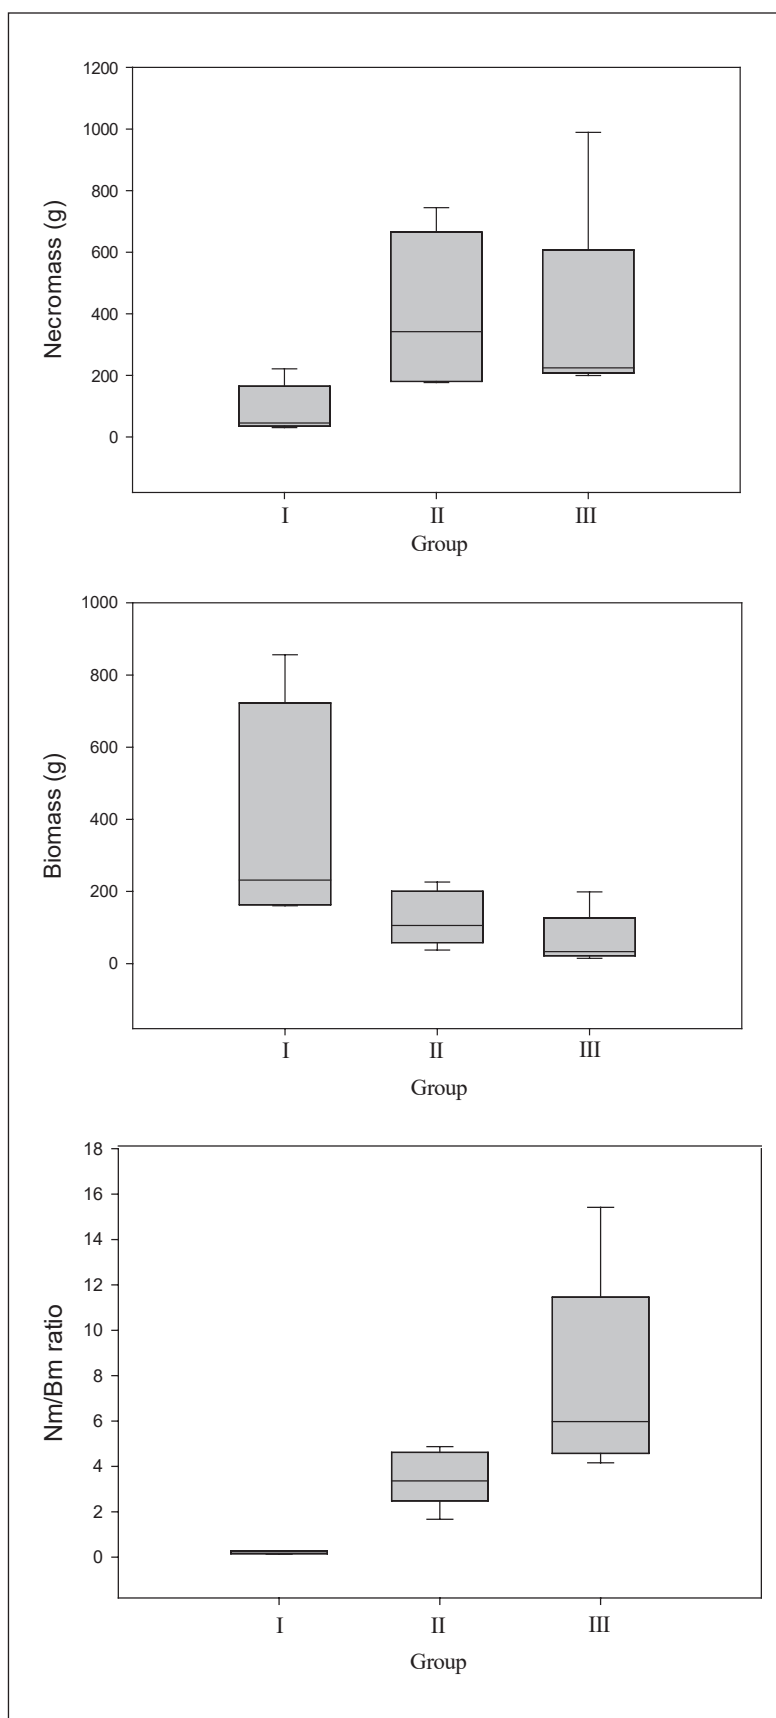 1200
1000
800
600
400
200
0
Necromass (g)
I II III
Group
1000
800
600
400
200
0
Biomass (g)
I II III
Group
18
16
14
12
10
8
6
4
2
0
Nm/Bm ratio
I II III
Group